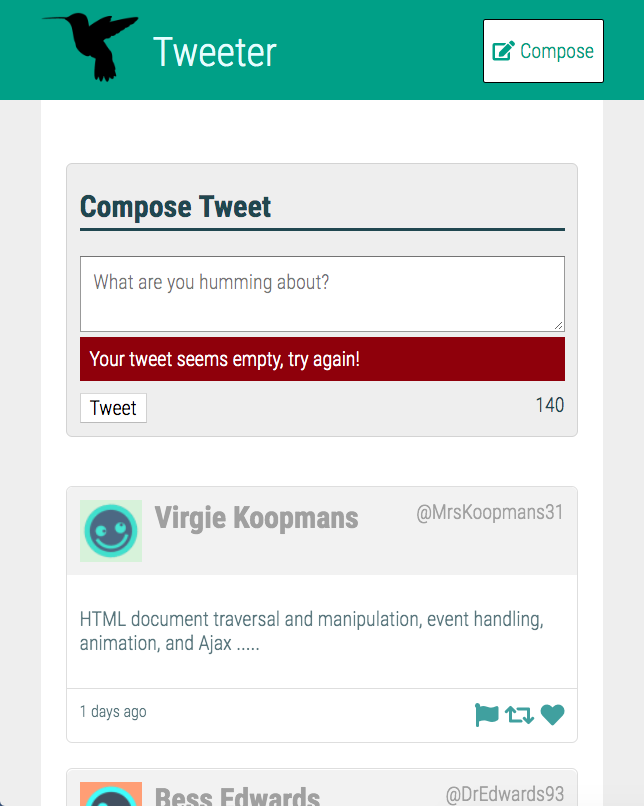 Tweeter
Compose
Compose Tweet
What are you humming about?
Your tweet seems empty, try again!
Tweet
140
Virgie Koopmans
@MrsKoopmans31
HTML document traversal and manipulation, event handling,
animation, and Ajax .....
1 days ago
Bess Edwards
@DrEdwards93